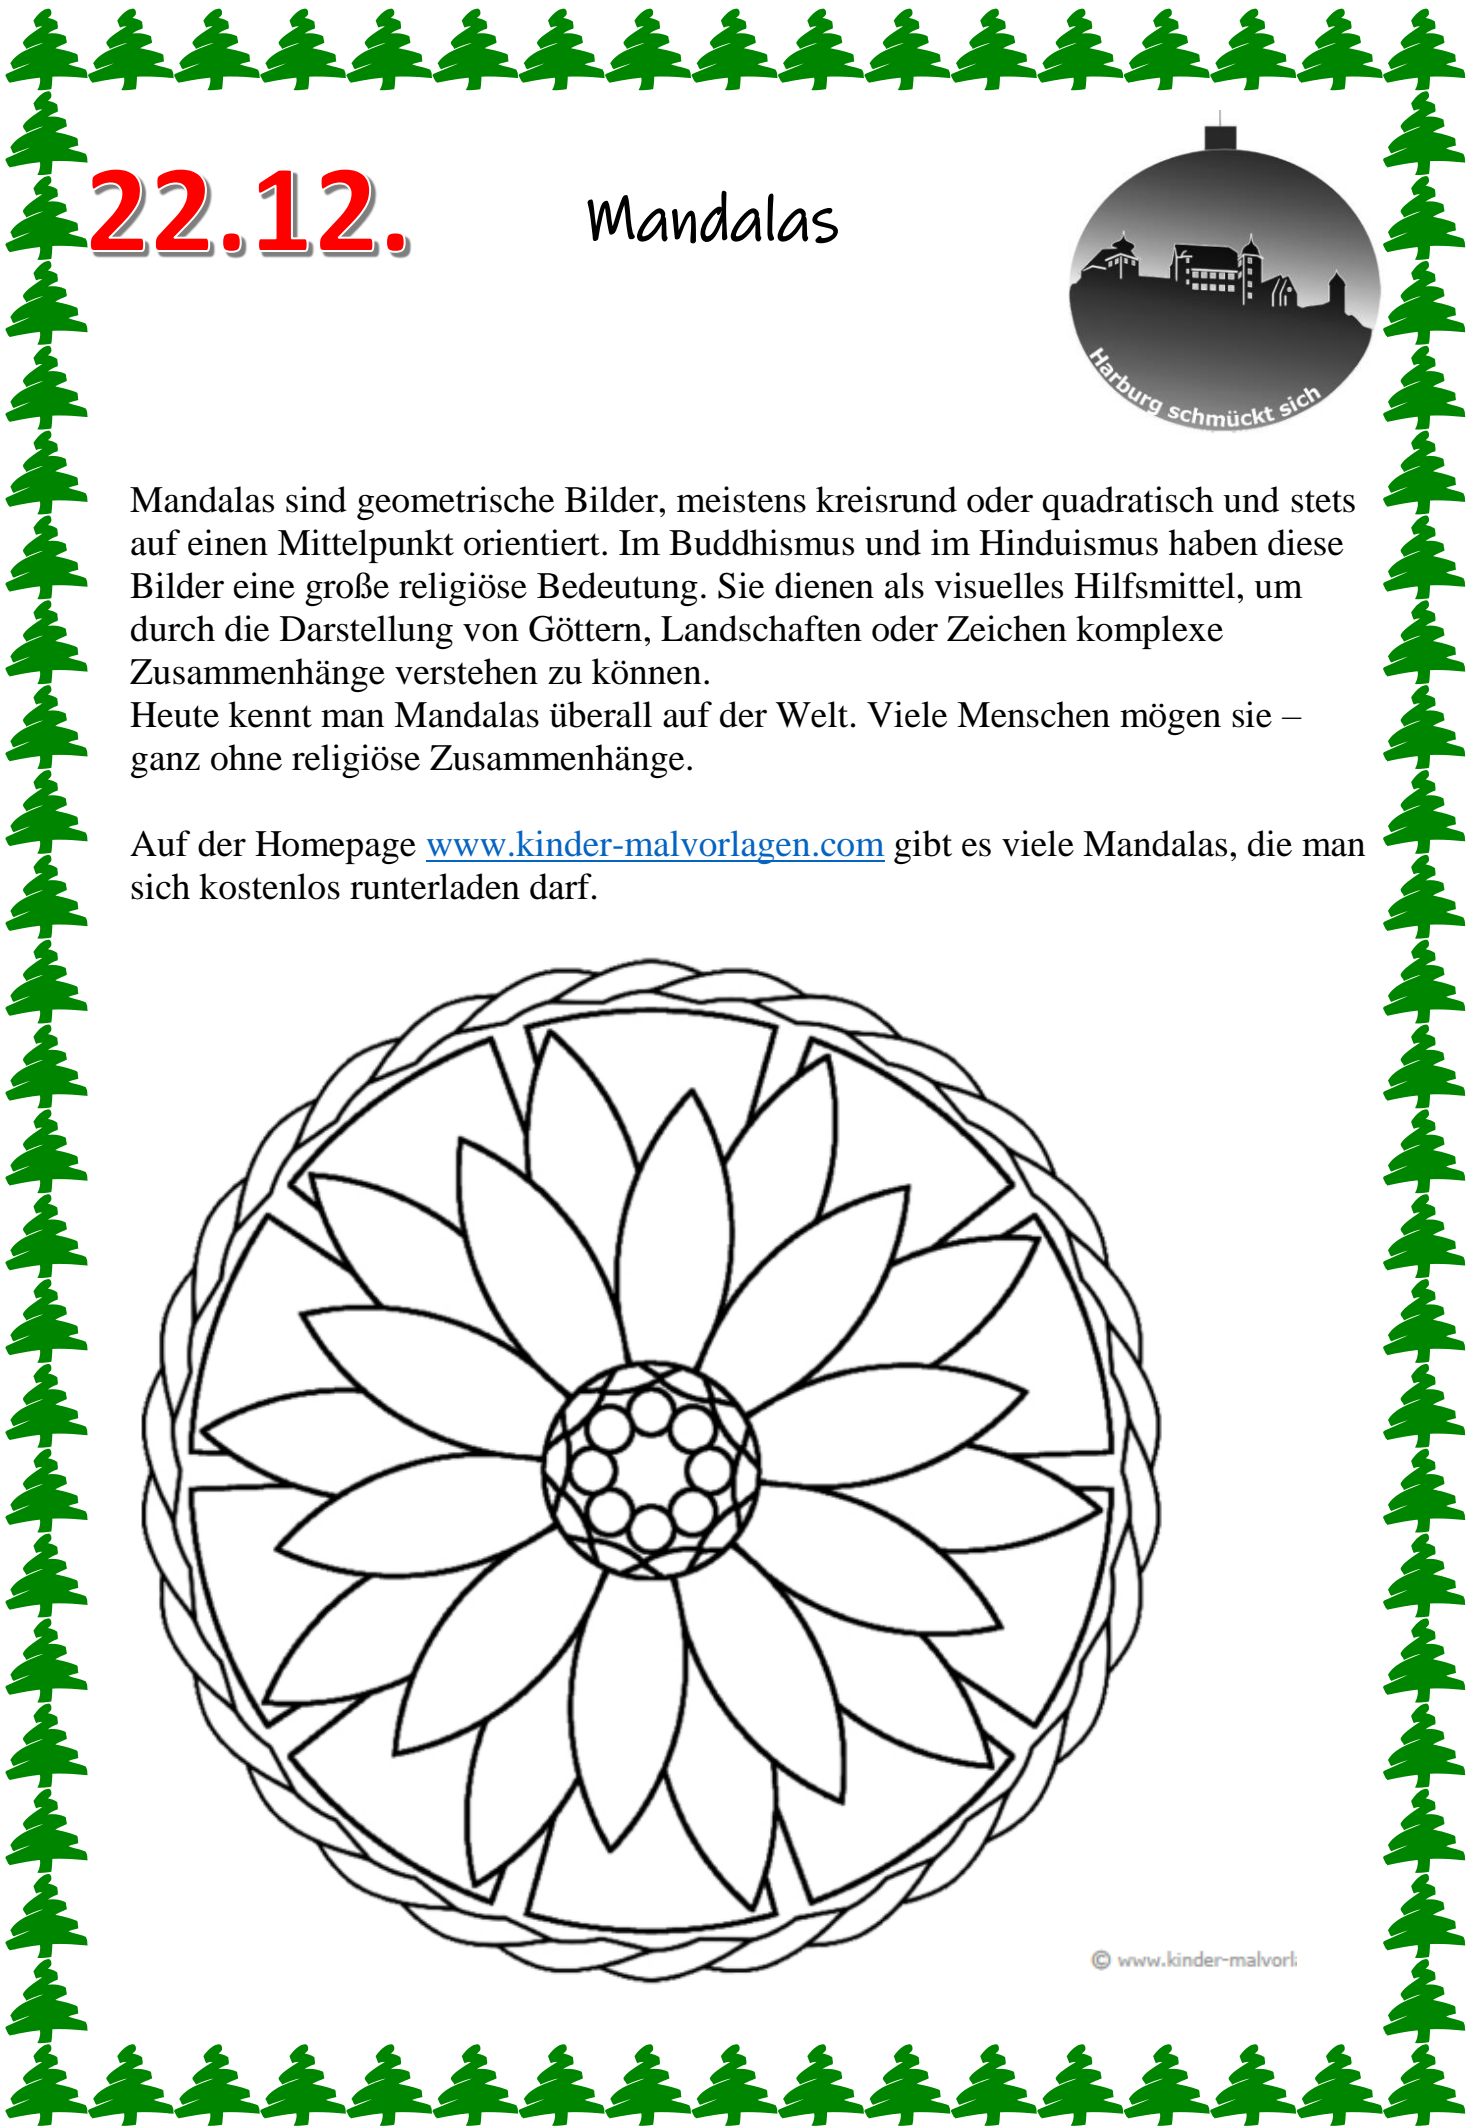 22.12.
Mandalas
Harburg schmückt sich
Mandalas sind geometrische Bilder, meistens kreisrund oder quadratisch und stets
auf einen Mittelpunkt orientiert. Im Buddhismus und im Hinduismus haben diese
Bilder eine große religiöse Bedeutung. Sie dienen als visuelles Hilfsmittel, um
durch die Darstellung von Göttern, Landschaften oder Zeichen komplexe
Zusammenhänge verstehen zu können.
Heute kennt man Mandalas überall auf der Welt. Viele Menschen mögen sie –
ganz ohne religiöse Zusammenhänge.
Auf der Homepage www.kinder-malvorlagen.com gibt es viele Mandalas, die man
sich kostenlos runterladen darf.
© www.kinder-malvorl